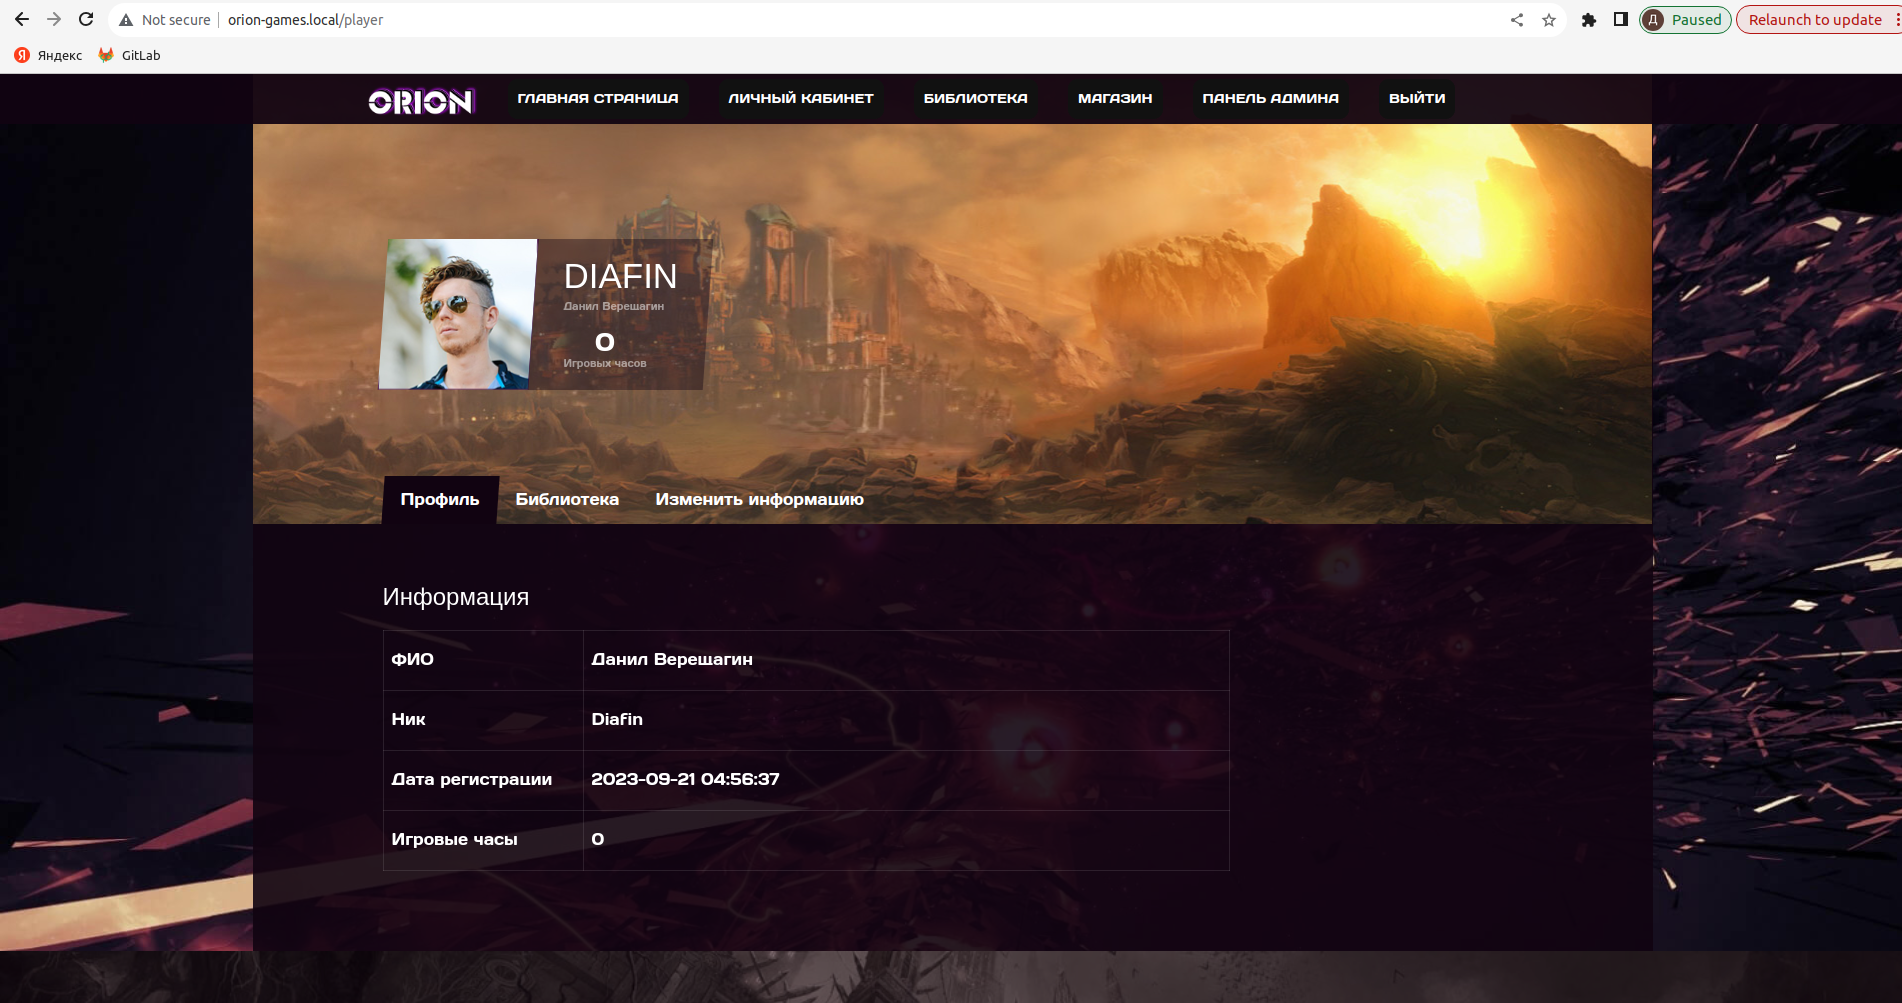 Not secure orion-games.local/player Д Paused Relaunch to update
Яндекс GitLab
ORION ГЛАВНАЯ СТРАНИЦА ЛИЧНЫЙ КАБИНЕТ БИБЛИОТЕКА МАГАЗИН ПАНЕЛЬ АДМИНА ВЫЙТИ
DIAFIN
Данил Верещагин
0
Игровых часов
Профиль Библиотека Изменить информацию
Информация
ФИО Данил Верещагин
Ник Diafin
Дата регистрации 2023-09-21 04:56:37
Игровые часы 0